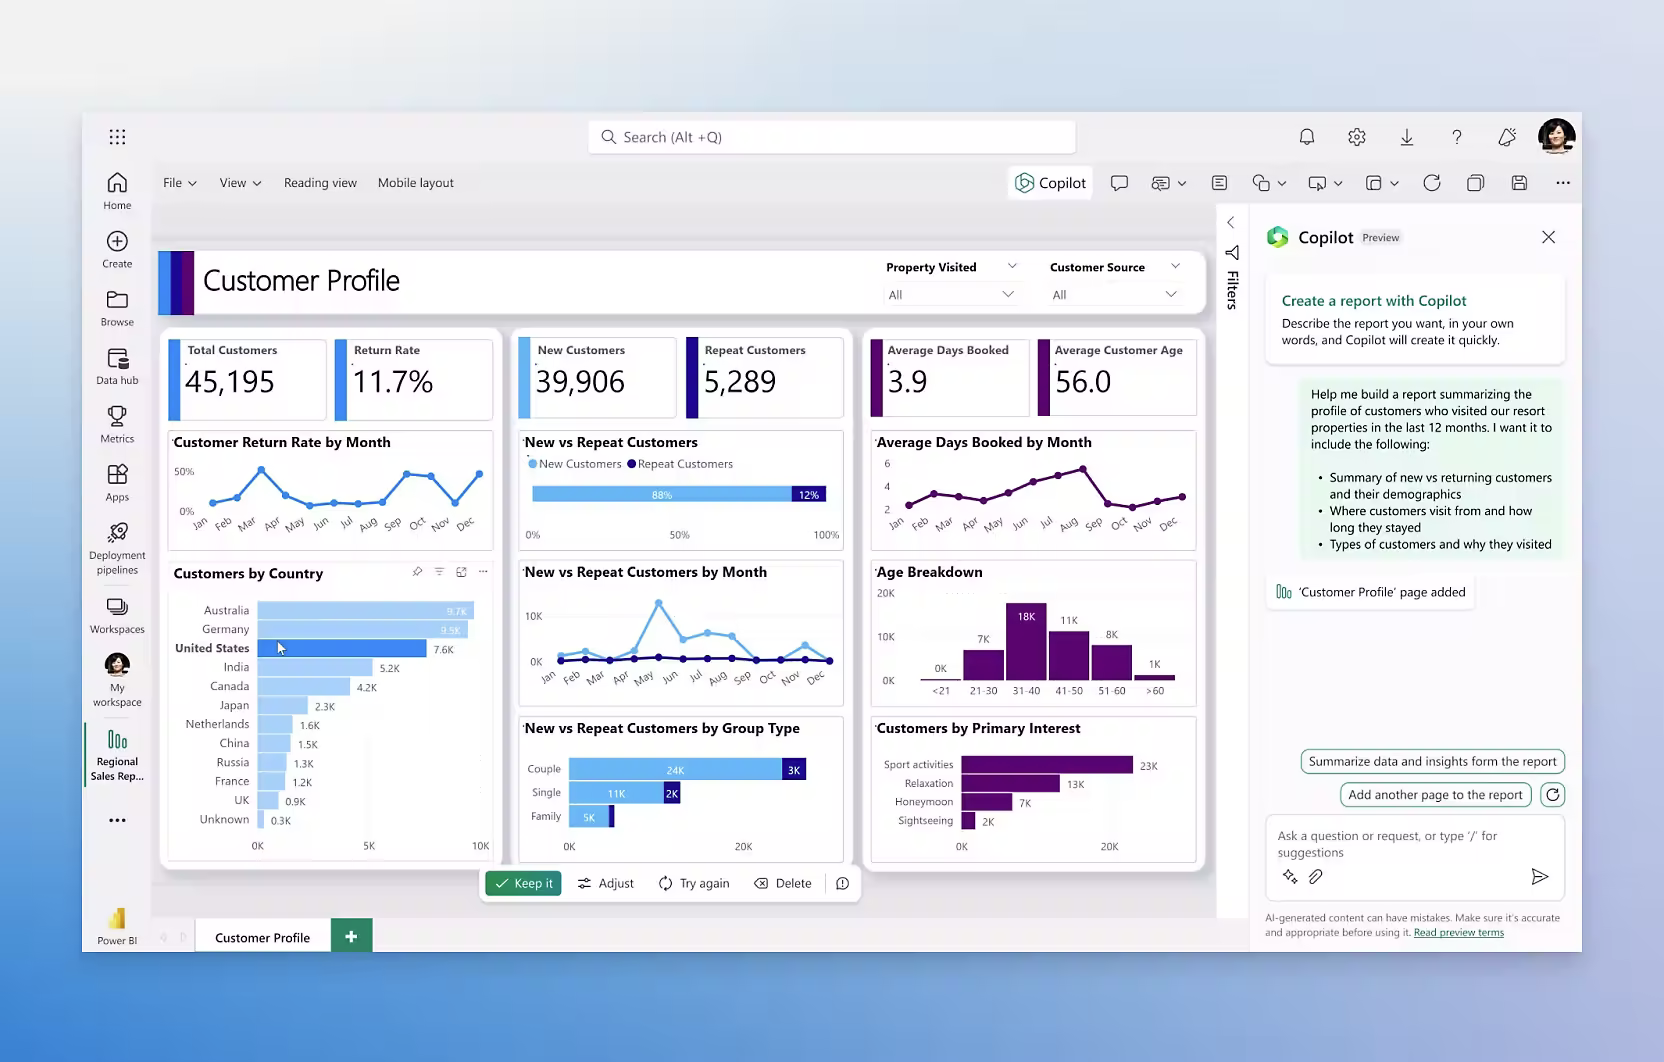 Search (Alt +Q)
File View Reading view Mobile layout
Copilot
Home
Create
Browse
Data hub
Metrics
Apps
Deployment
pipelines
Workspaces
My
workspace
Regional
Sales Rep...
Power BI
Customer Profile
Property Visited
All
Customer Source
All
Total Customers
45,195
Return Rate
11.7%
Customer Return Rate by Month
50%
0%
Jan Feb Mar Apr May Jun Jul Aug Sep Oct Nov Dec
Customers by Country
Australia 9.7K
Germany 9.5K
United States 7.6K
India 5.2K
Canada 4.2K
Japan 2.3K
Netherlands 1.6K
China 1.5K
Russia 1.3K
France 1.2K
UK 0.9K
Unknown 0.3K
0K 5K 10K
New Customers
39,906
Repeat Customers
5,289
New vs Repeat Customers
New Customers Repeat Customers
88% 12%
0% 50% 100%
New vs Repeat Customers by Month
10K
0K
Jan Feb Mar Apr May Jun Jul Aug Sep Oct Nov Dec
New vs Repeat Customers by Group Type
Couple 24K 3K
Single 11K 2K
Family 5K
0K 20K
Average Days Booked
3.9
Average Customer Age
56.0
Average Days Booked by Month
6
4
2
Jan Feb Mar Apr May Jun Jul Aug Sep Oct Nov Dec
Age Breakdown
20K
10K
0K
0K 7K 18K 11K 8K 1K
<21 21-30 31-40 41-50 51-60 >60
Customers by Primary Interest
Sport activities 23K
Relaxation 13K
Honeymoon 7K
Sightseeing 2K
0K 20K
Keep it Adjust Try again Delete
Customer Profile
Filters
Copilot Preview
Create a report with Copilot
Describe the report you want, in your own
words, and Copilot will create it quickly.
Help me build a report summarizing the
profile of customers who visited our resort
properties in the last 12 months. I want it to
include the following:
• Summary of new vs returning customers
and their demographics
• Where customers visit from and how
long they stayed
• Types of customers and why they visited
'Customer Profile' page added
Summarize data and insights form the report
Add another page to the report
Ask a question or request, or type '/' for
suggestions
AI-generated content can have mistakes. Make sure it's accurate
and appropriate before using it. Read preview terms